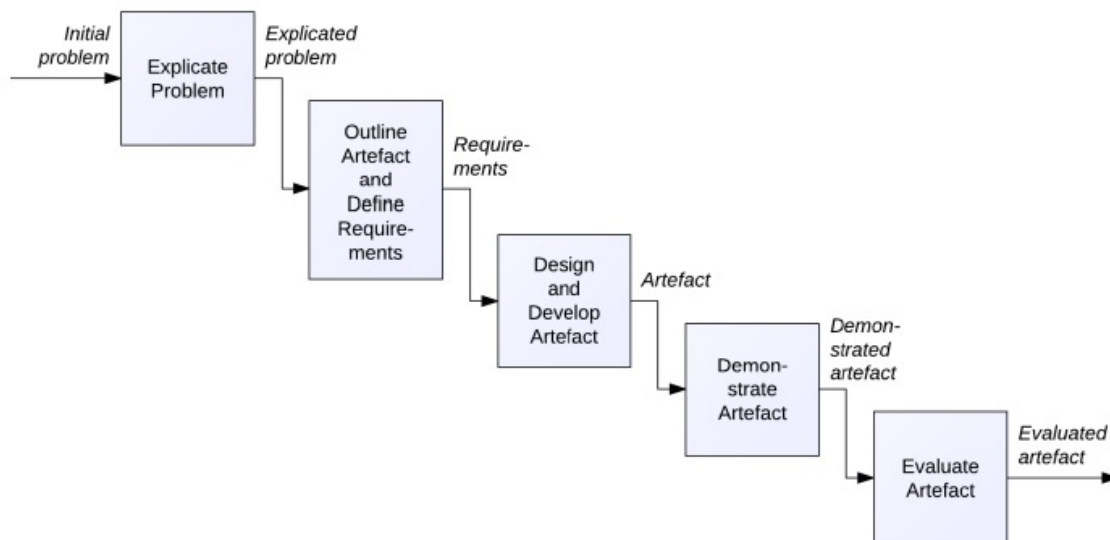 Initial
problem
Explicate
Problem
Explicated
problem
Outline
Artefact
and
Define
Require-
ments
Require-
ments
Design
and
Develop
Artefact
Artefact
Demon-
strate
Artefact
Demon-
strated
artefact
Evaluate
Artefact
Evaluated
artefact